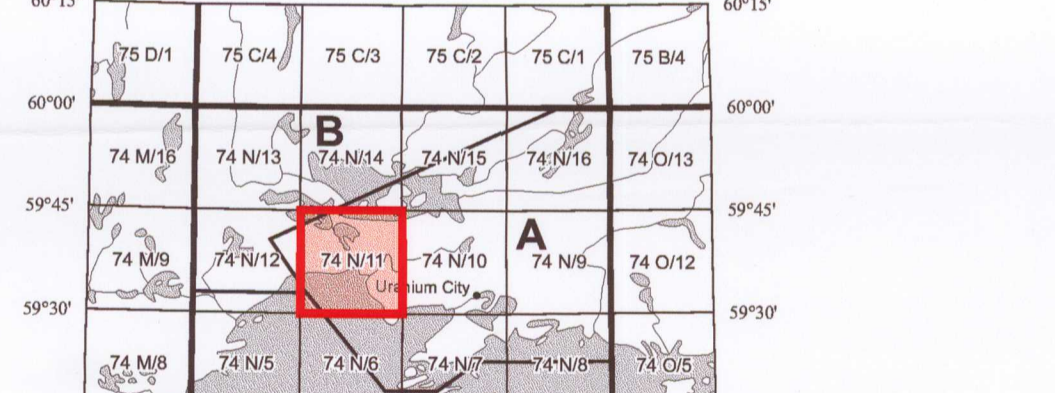 60°15' 60°15'
75 D/1 75 C/4 75 C/3 75 C/2 75 C/1 75 B/4
60°00' 60°00'
B
74 M/16 74 N/13 74 N/14 74 N/15 74 N/16 74 O/13
59°45' 59°45'
A
74 M/9 74 N/12 74 N/11 74 N/10 74 N/9 74 O/12
Uranium City
59°30' 59°30'
74 M/8 74 N/5 74 N/6 74 N/7 74 N/8 74 O/5